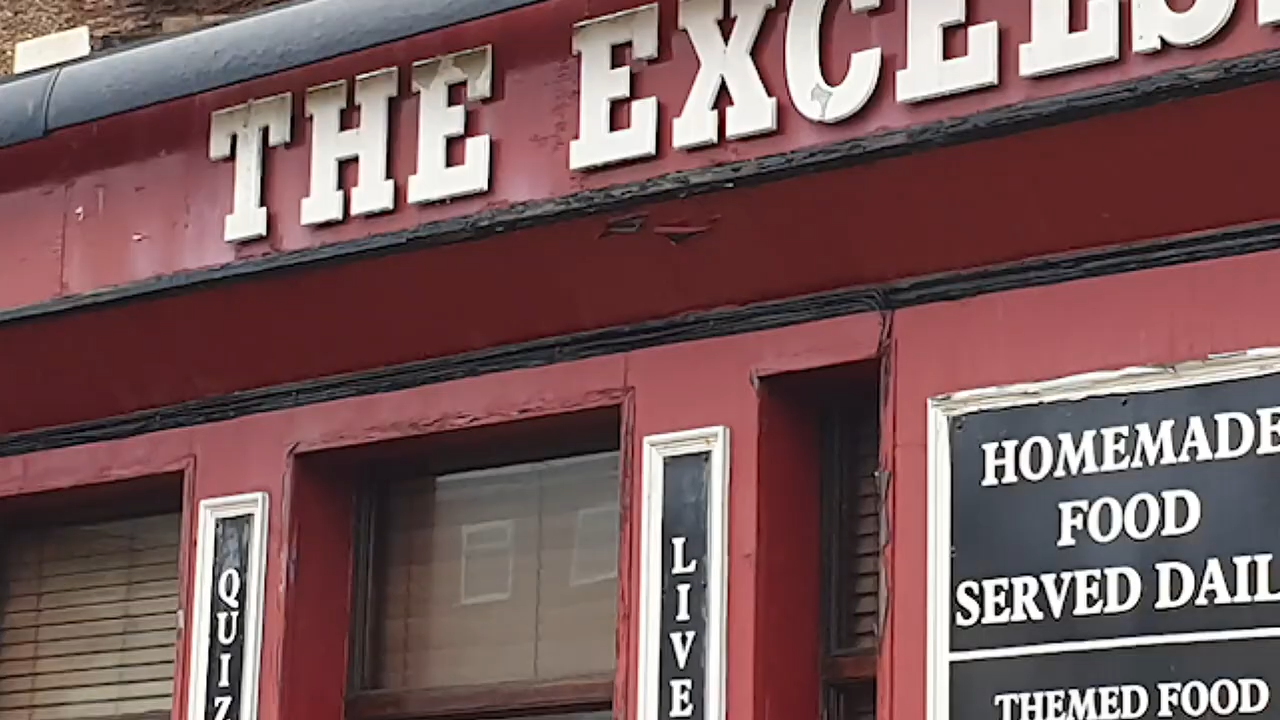 THE EXCELS
QUIZ
LIVE
HOMEMADE
FOOD
SERVED DAIL
THEMED FOOD